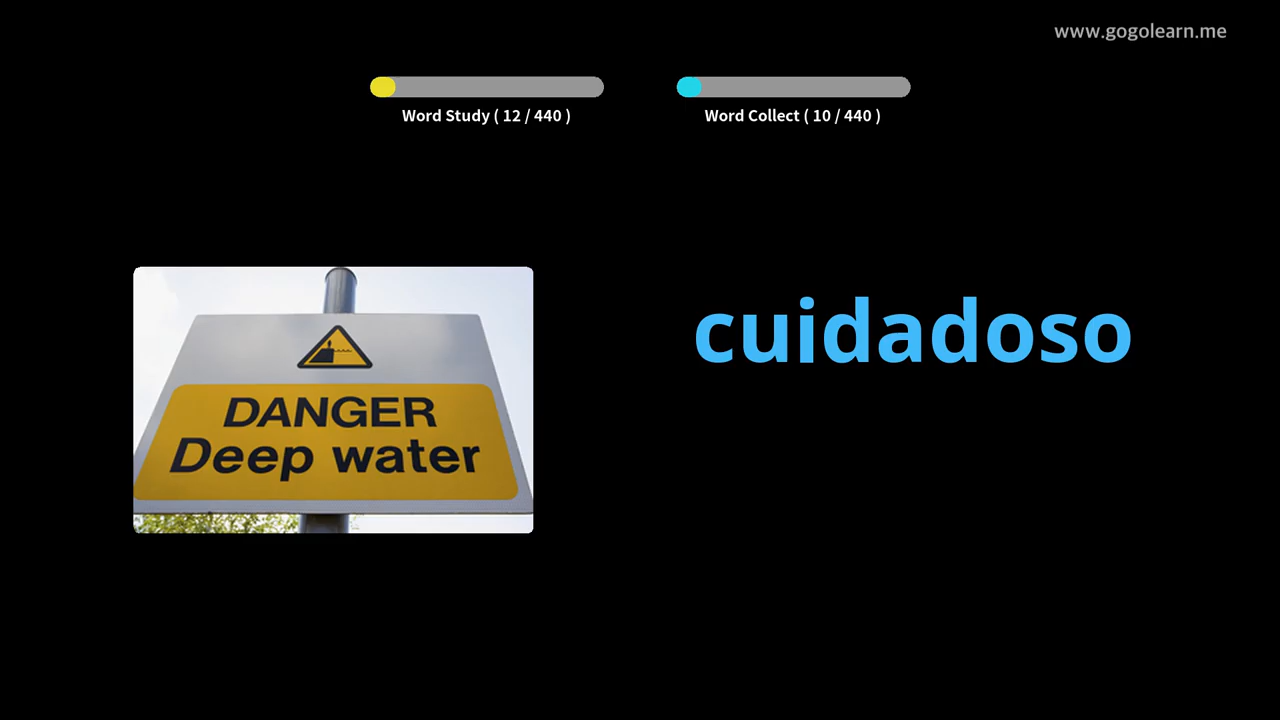 www.gogolearn.me
Word Study ( 12 / 440 )
Word Collect ( 10 / 440 )
DANGER
Deep water
cuidadoso